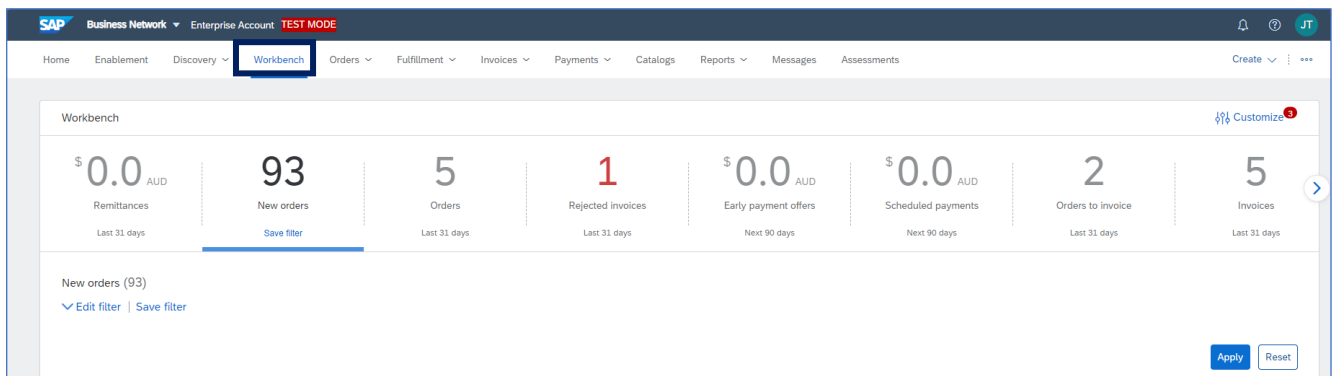 SAP Business Network Enterprise Account TEST MODE JT
Home Enablement Discovery Workbench Orders Fulfillment Invoices Payments Catalogs Reports Messages Assessments Create
Workbench Customize 3
$ 0.0 AUD 93 5 1 $ 0.0 AUD $ 0.0 AUD 2 5
Remittances New orders Orders Rejected invoices Early payment offers Scheduled payments Orders to invoice Invoices
Last 31 days Save filter Last 31 days Last 31 days Next 90 days Next 90 days Last 31 days Last 31 days
New orders (93)
Edit filter | Save filter
Apply Reset